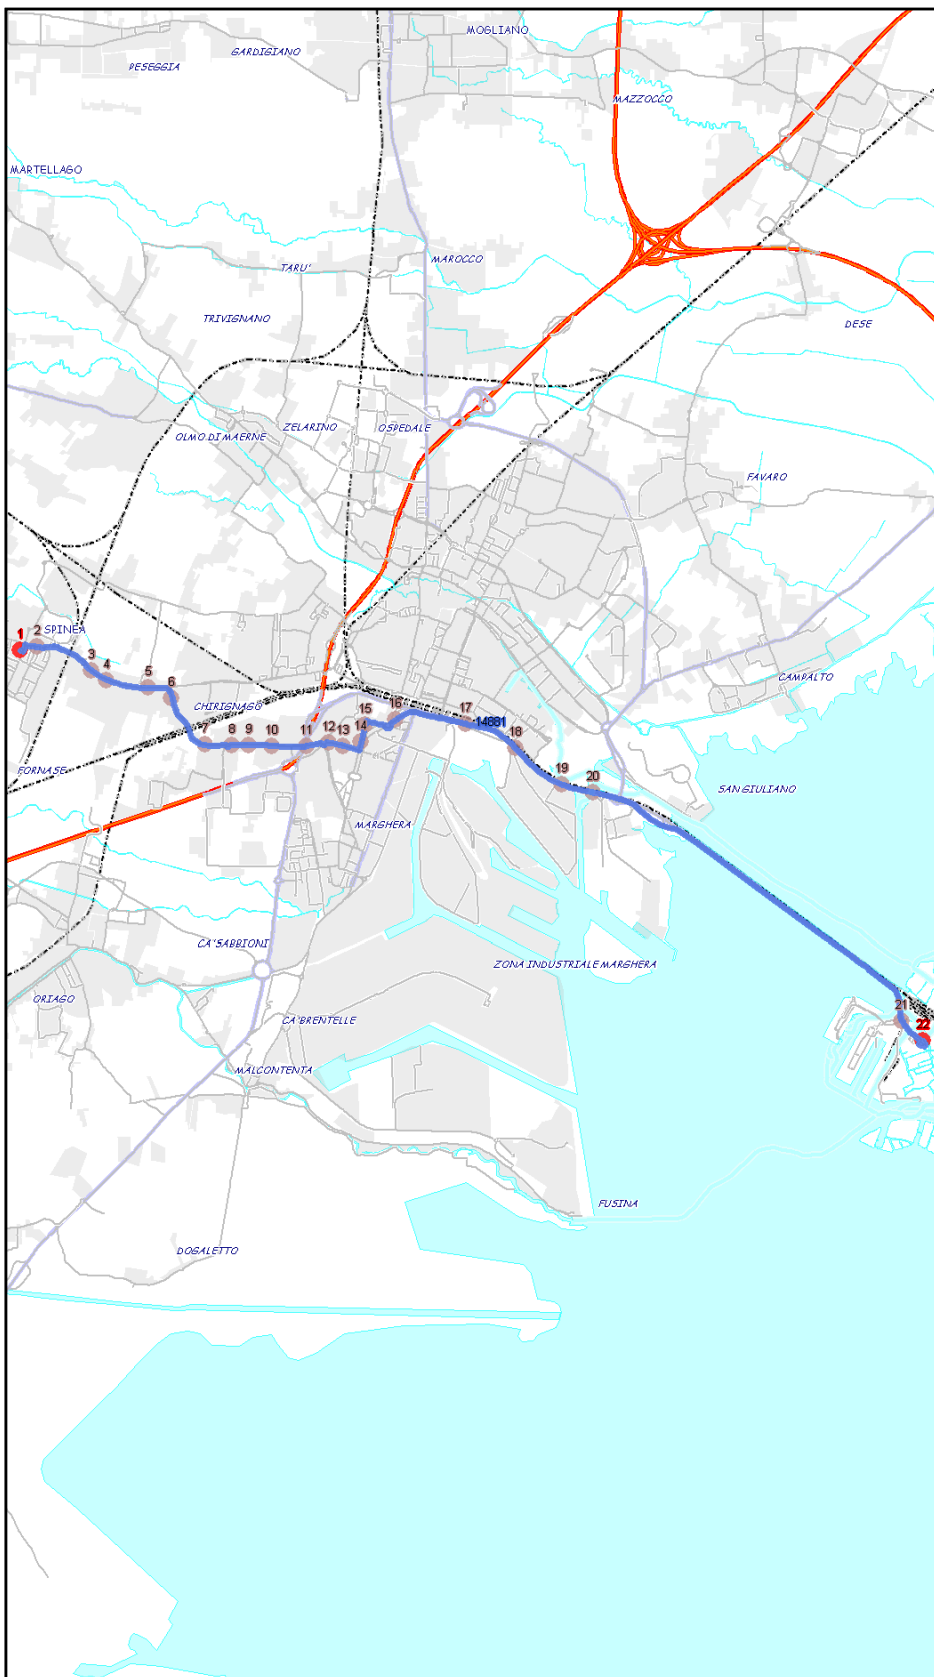 MOGLIANO
GARDIGIANO
PESEGGIA
MAZZOCCO
MARTELLAGO
MAROCCO
TARU'
TRIVIGNANO
DESE
ZELARINO
OSPEDALE
OLMO DI MAERNE
FAVARO
1
2
SPINEA
3
4
5
6
CHIRIGNAGO
CAMPALTO
7
8
9
10
11
12
13
14
15
16
17
14881
18
19
20
FORNASE
SAN GIULIANO
MARGHERA
CA'SABBIONI
ZONA INDUSTRIALE MARGHERA
ORIAGO
21
22
CA'BRENTELLE
MALCONTENTA
FUSINA
DOGALETTO